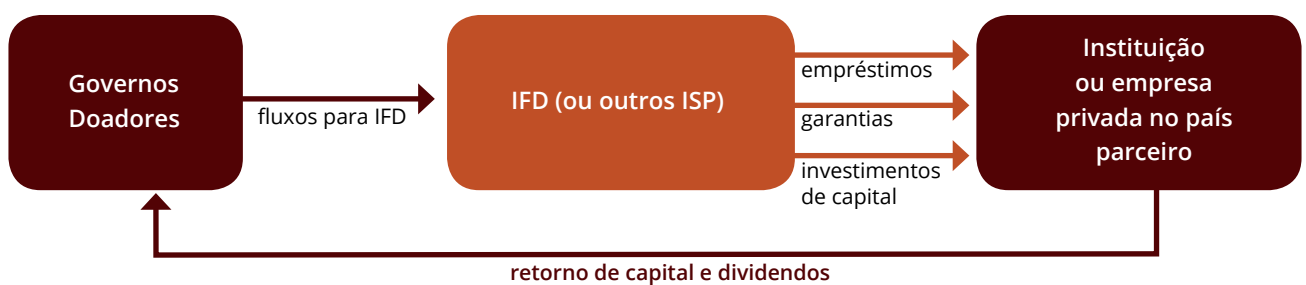 Governos
Doadores
fluxos para IFD
IFD (ou outros ISP)
empréstimos
garantias
investimentos
de capital
Instituição
ou empresa
privada no país
parceiro
retorno de capital e dividendos